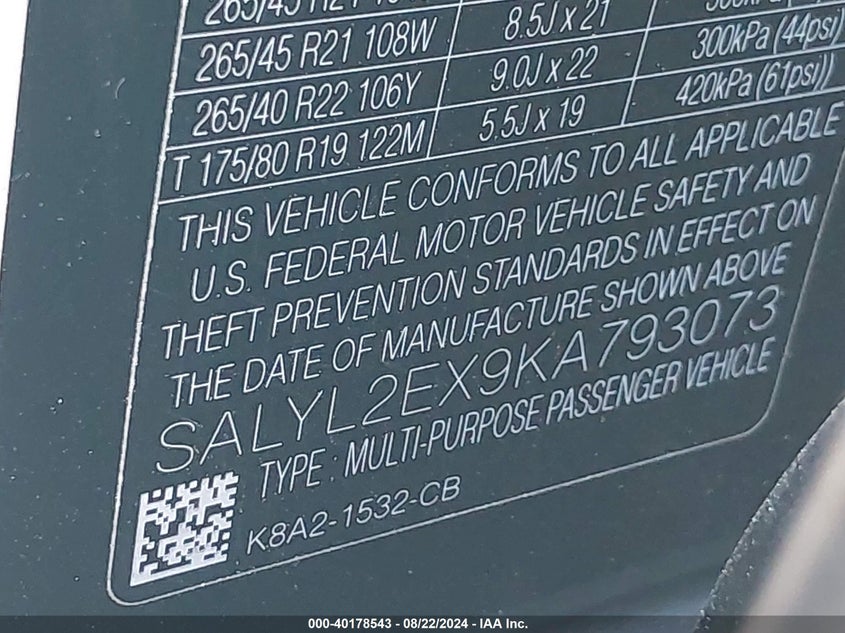 265/45 R21
265/45 R21 108W 8.5J x 21 300kPa (44psi)
265/40 R22 106Y 9.0J x 22 420kPa (61psi))
T 175/80 R19 122M 5.5J x 19
THIS VEHICLE CONFORMS TO ALL APPLICABLE
U.S. FEDERAL MOTOR VEHICLE SAFETY AND
THEFT PREVENTION STANDARDS IN EFFECT ON
THE DATE OF MANUFACTURE SHOWN ABOVE
SALYL2EX9KA793073
TYPE : MULTI-PURPOSE PASSENGER VEHICLE
K8A2-1532-CB
000-40178543 - 08/22/2024 - IAA Inc.